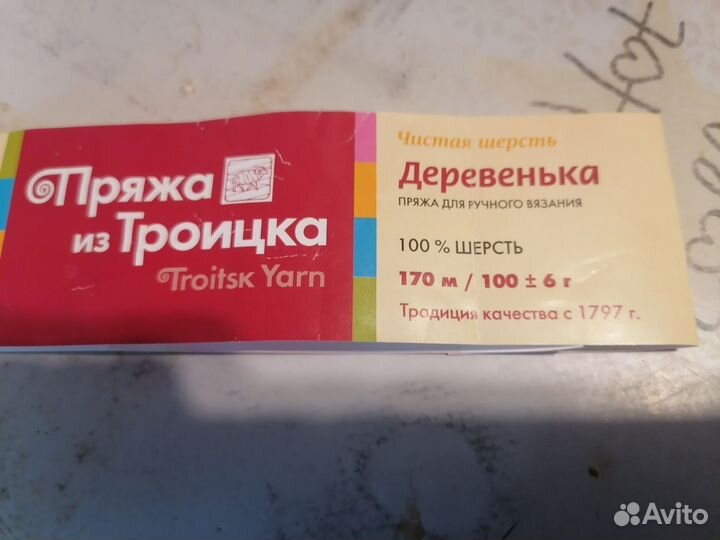 Пряжа
из Троицка
Troitsk Yarn
Чистая шерсть
Деревенька
ПРЯЖА ДЛЯ РУЧНОГО ВЯЗАНИЯ
100 % ШЕРСТЬ
170 м / 100 ± 6 г
Традиция качества с 1797 г.
Avito